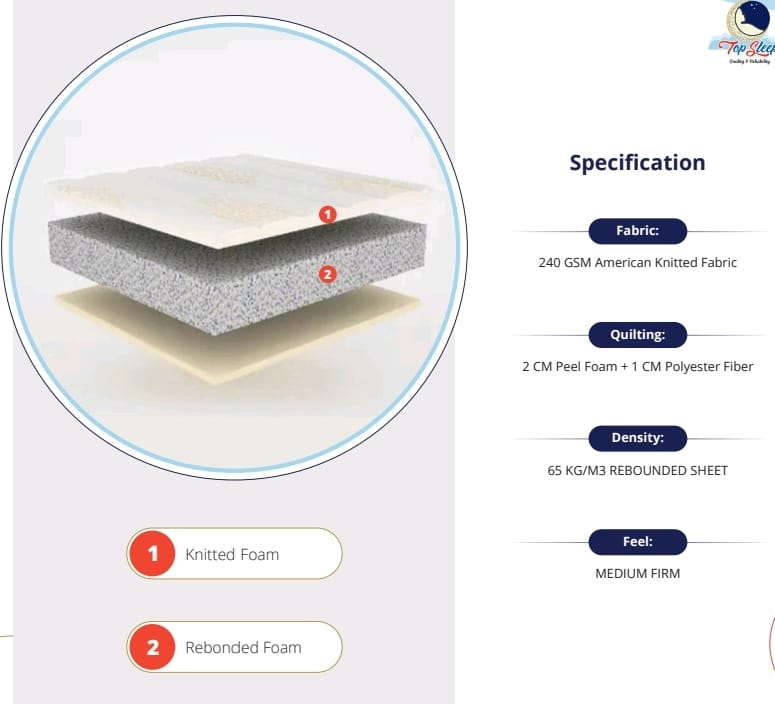 Top Sleep
Quality & Reliability
1
2
1 Knitted Foam
2 Rebonded Foam
Specification
Fabric:
240 GSM American Knitted Fabric
Quilting:
2 CM Peel Foam + 1 CM Polyester Fiber
Density:
65 KG/M3 REBOUNDED SHEET
Feel:
MEDIUM FIRM